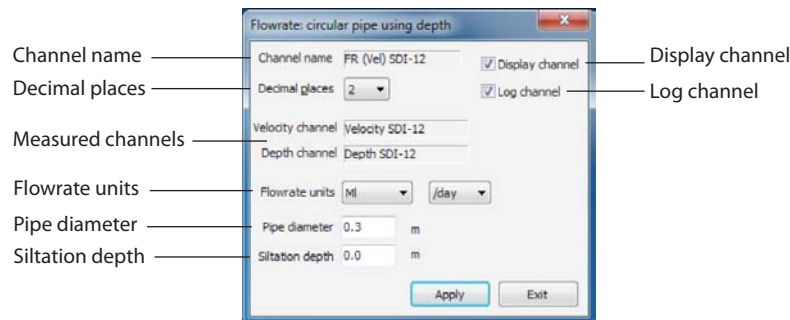 Flowrate: circular pipe using depth
Channel name
Channel name FR (Vel) SDI-12
Display channel
Display channel
Decimal places
Decimal places 2
Log channel
Log channel
Measured channels
Velocity channel Velocity SDI-12
Depth channel Depth SDI-12
Flowrate units
Flowrate units Ml /day
Pipe diameter
Pipe diameter 0.3 m
Siltation depth
Siltation depth 0.0 m
Apply Exit